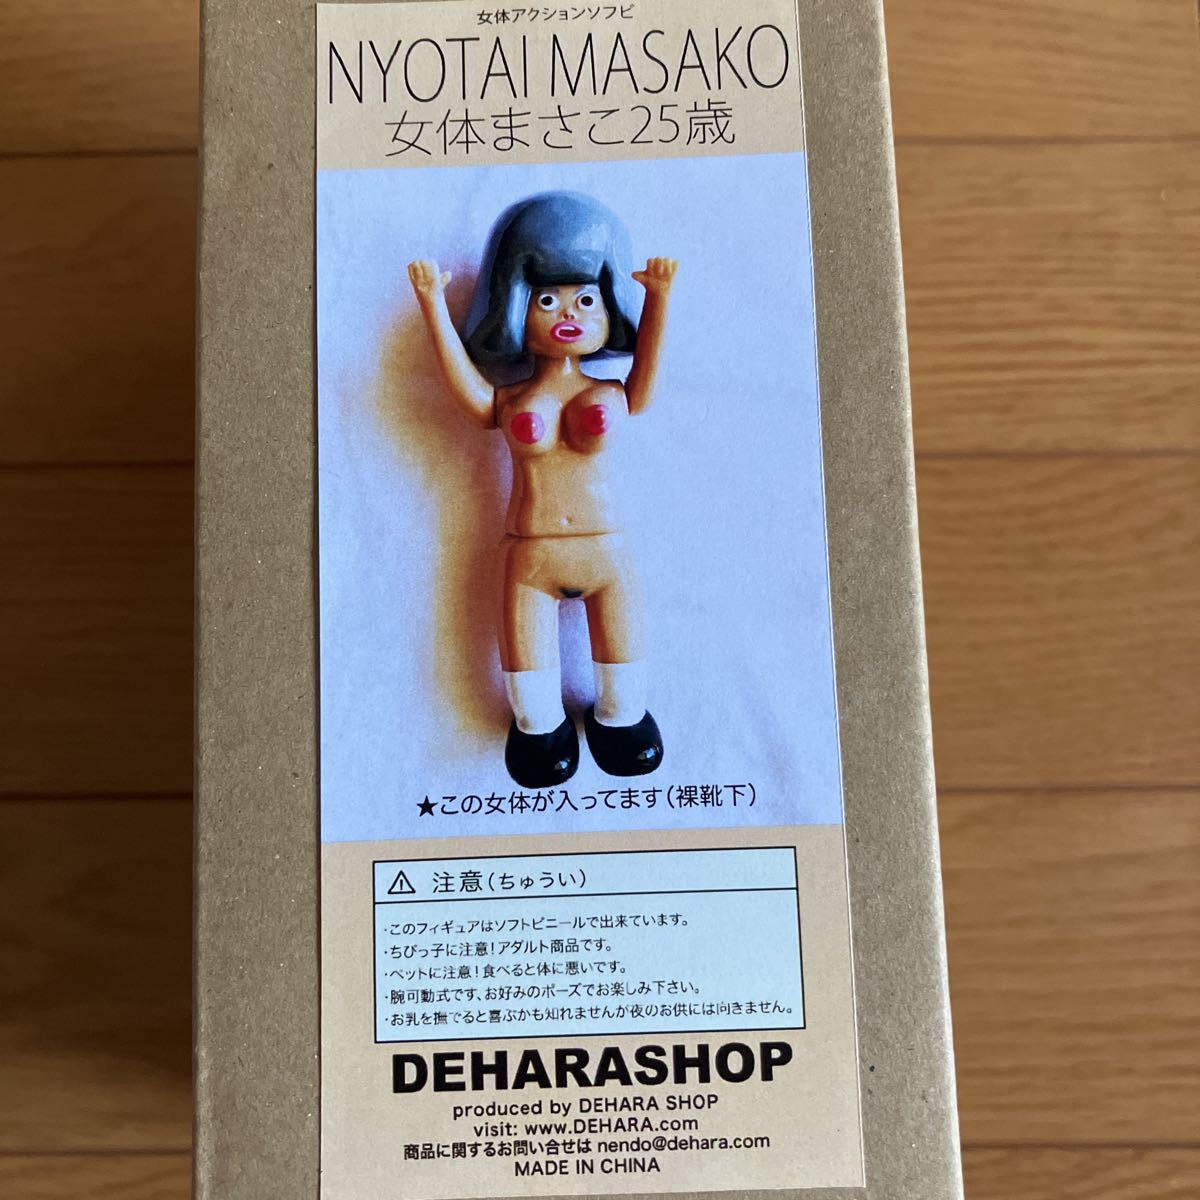 女体アクションソフビ
NYOTAI MASAKO
女体まさこ25歳
★この女体が入ってます(裸靴下)
注意(ちゅうい)
・このフィギュアはソフトビニールで出来ています。
・ちびっ子に注意!アダルト商品です。
・ペットに注意!食べると体に悪いです。
・腕可動式です、お好みのポーズでお楽しみ下さい。
・お乳を撫でると喜ぶかも知れませんが夜のお供には向きません。
DEHARASHOP
produced by DEHARA SHOP
visit: www.DEHARA.com
商品に関するお問い合せは nendo@dehara.com
MADE IN CHINA